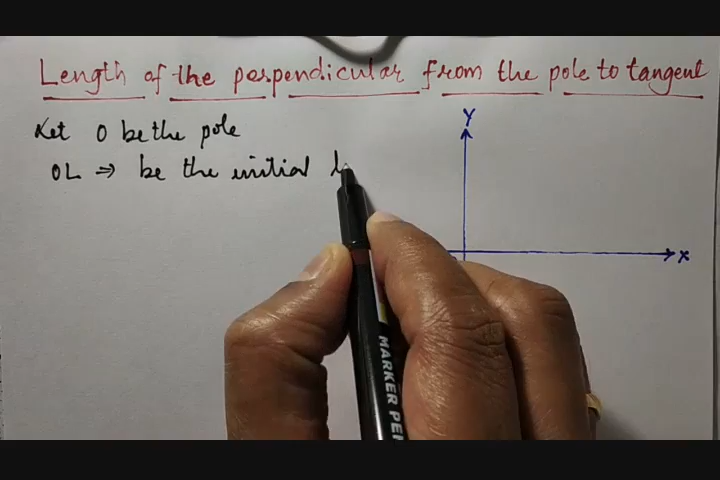 Length of the perpendicular from the pole to tangent
Let O be the pole
OL ⇒ be the initial l
Y
X
MARKER PE